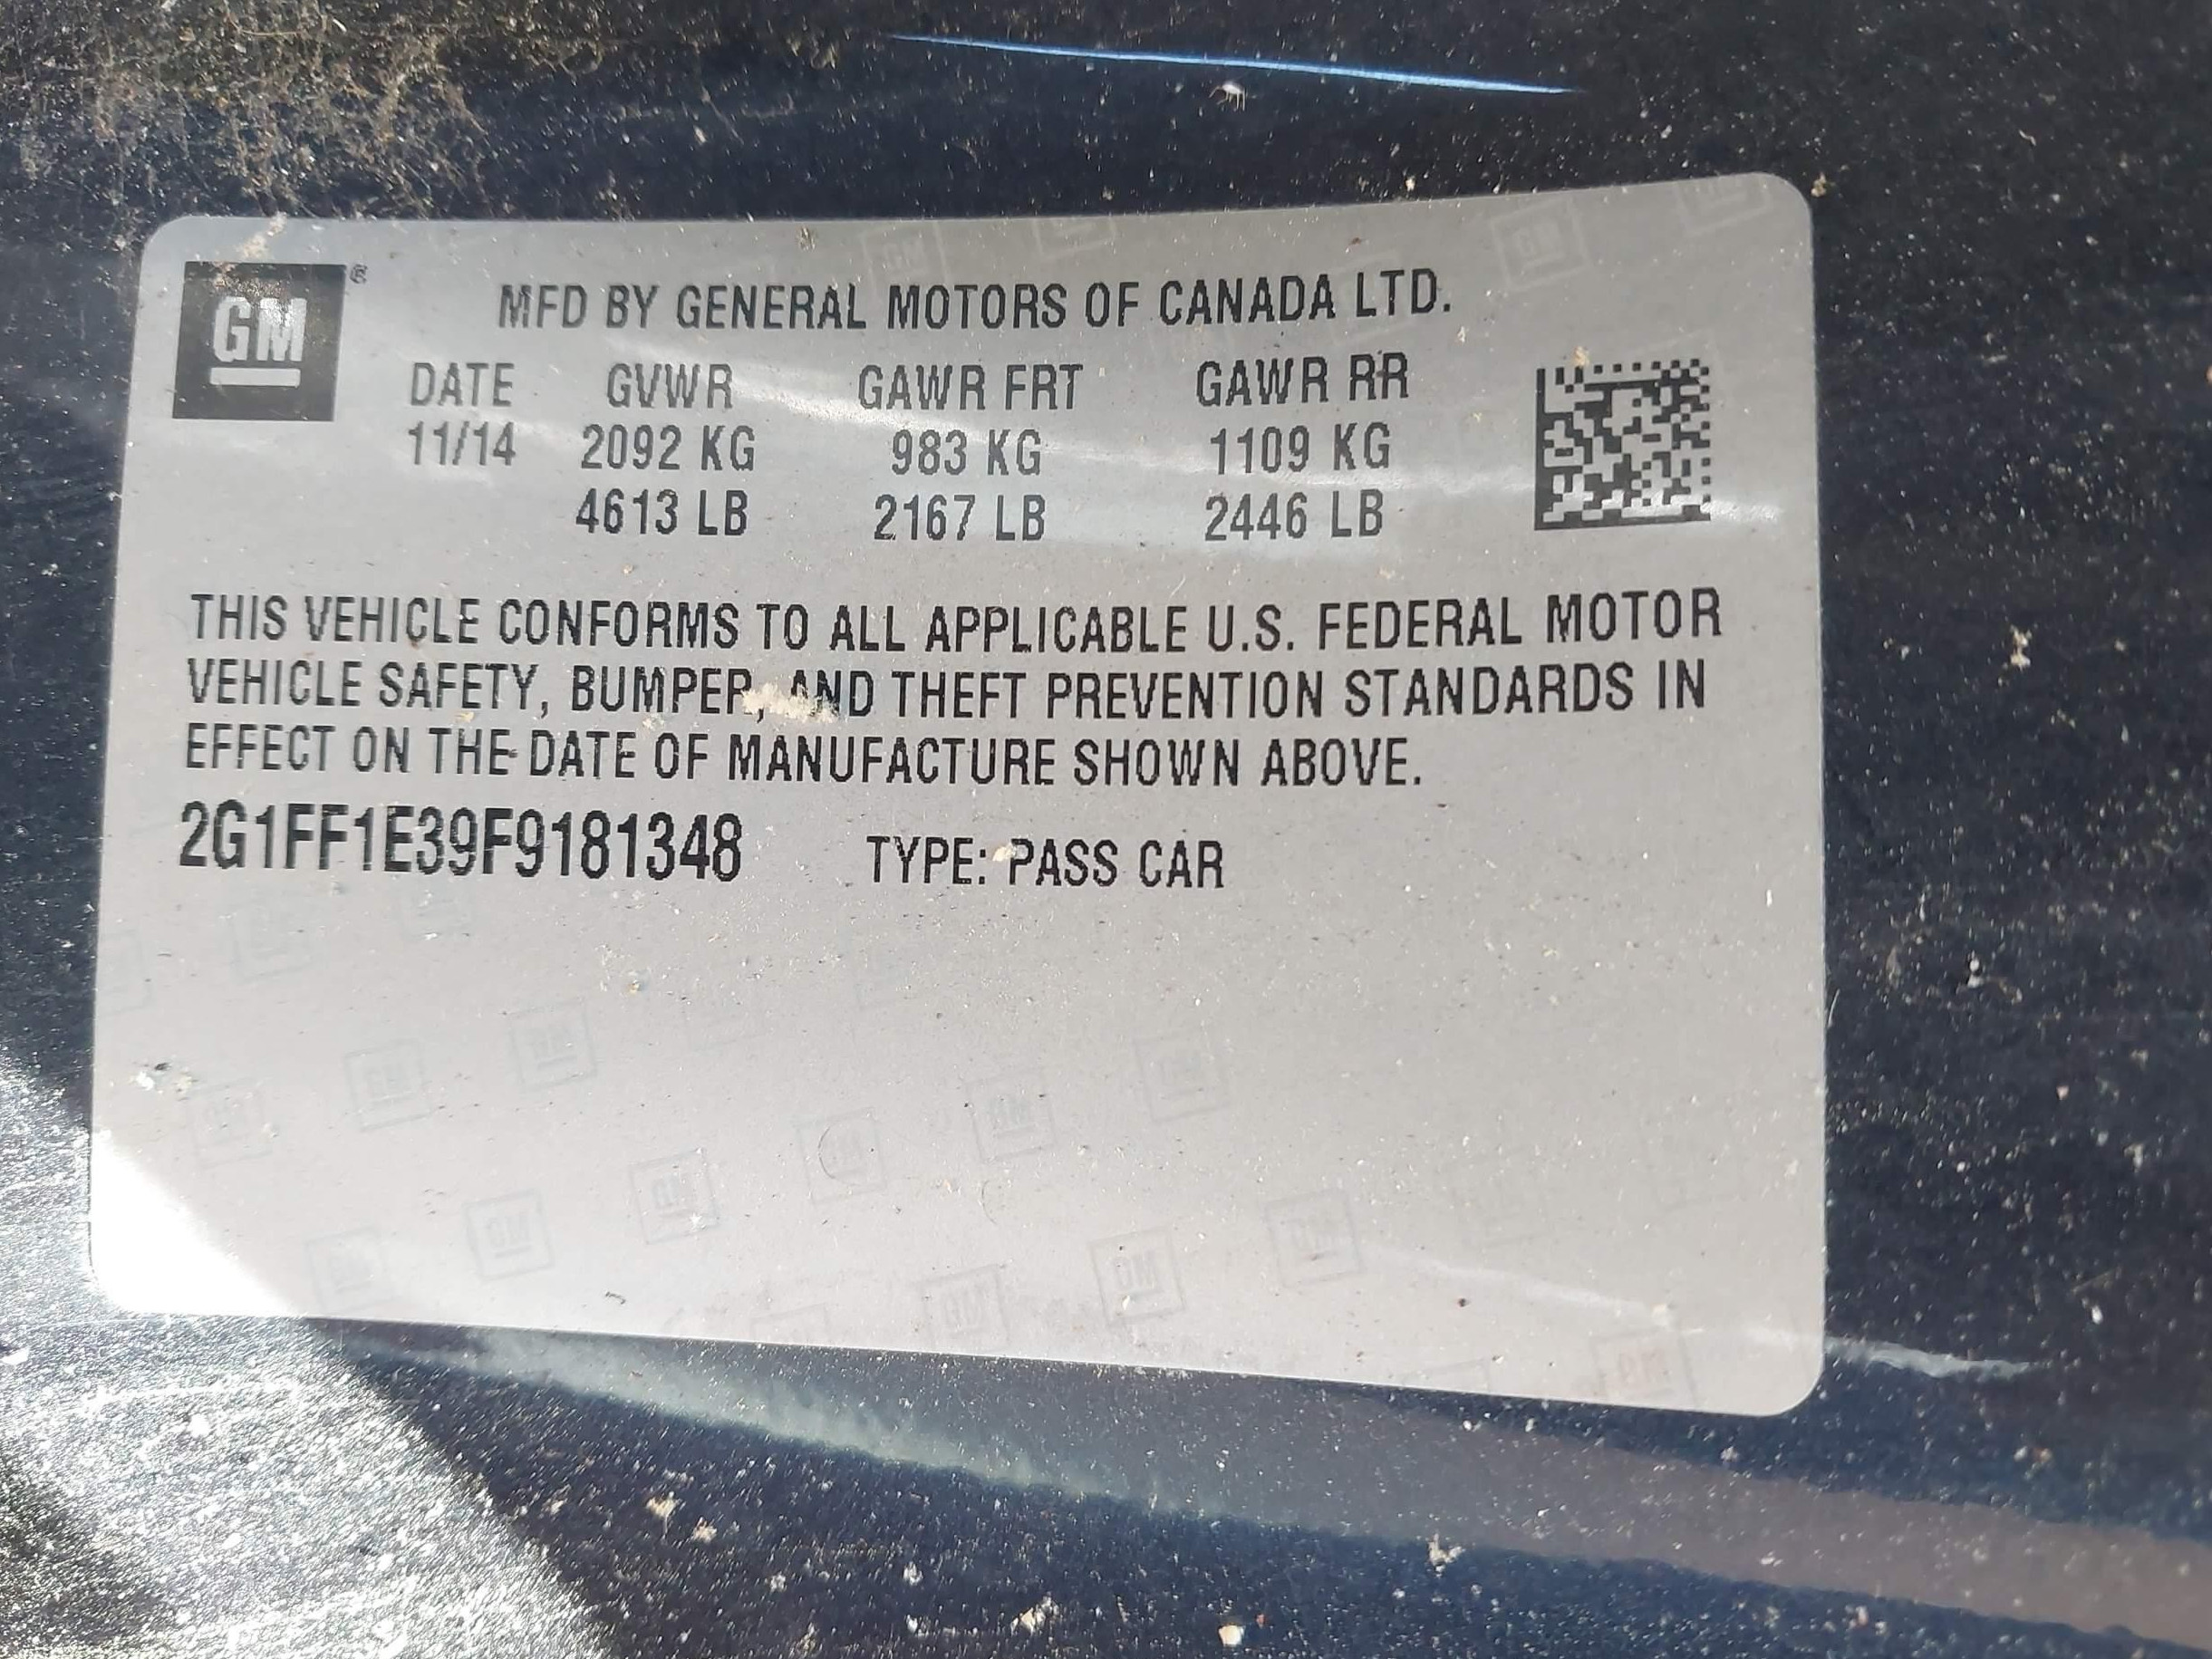 GM ®
MFD BY GENERAL MOTORS OF CANADA LTD.
DATE GVWR GAWR FRT GAWR RR
11/14 2092 KG 983 KG 1109 KG
4613 LB 2167 LB 2446 LB
THIS VEHICLE CONFORMS TO ALL APPLICABLE U.S. FEDERAL MOTOR
VEHICLE SAFETY, BUMPER, AND THEFT PREVENTION STANDARDS IN
EFFECT ON THE DATE OF MANUFACTURE SHOWN ABOVE.
2G1FF1E39F9181348 TYPE: PASS CAR